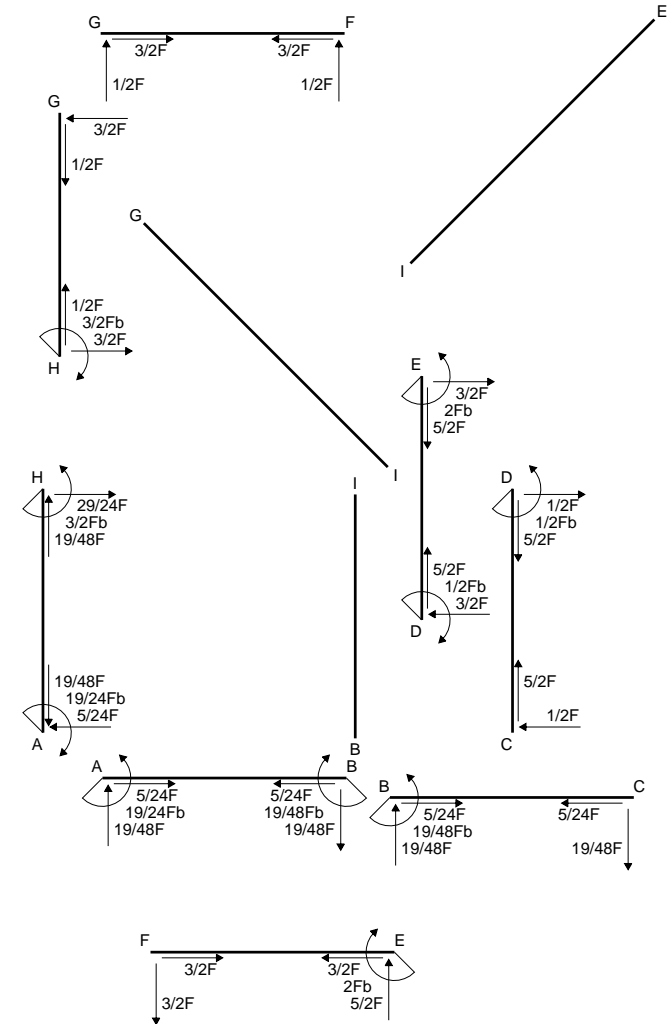 G F
3/2F 3/2F
1/2F 1/2F
E
I
G
3/2F
1/2F
1/2F
3/2Fb
3/2F
H
G
I
E
3/2F
2Fb
5/2F
5/2F
1/2Fb
3/2F
D
H
29/24F
3/2Fb
19/48F
19/48F
19/24Fb
5/24F
A
I
B
D
1/2F
1/2Fb
5/2F
5/2F
1/2F
C
A B
5/24F 5/24F
19/24Fb 19/48Fb
19/48F 19/48F
B C
5/24F 5/24F
19/48Fb
19/48F 19/48F
F E
3/2F 3/2F
2Fb
3/2F 5/2F